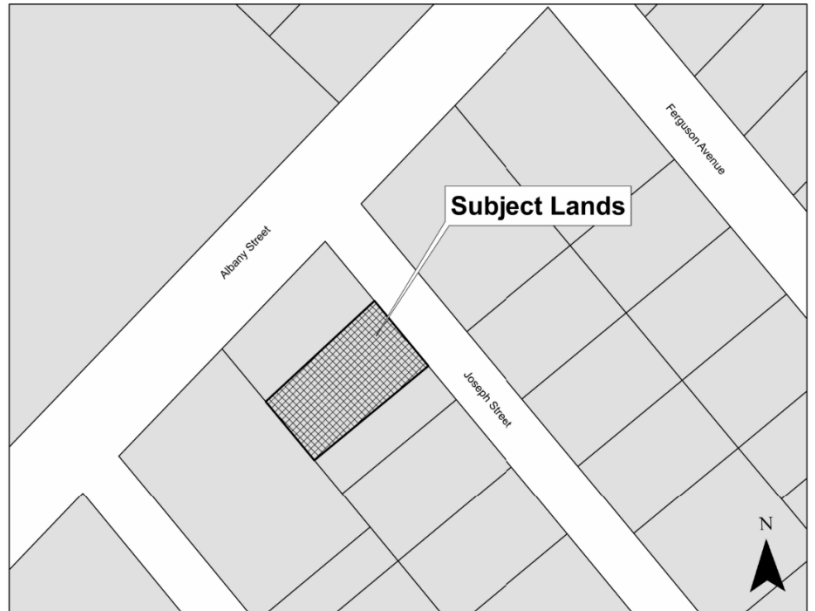 Ferguson Avenue
Subject Lands
Albany Street
Joseph Street
N